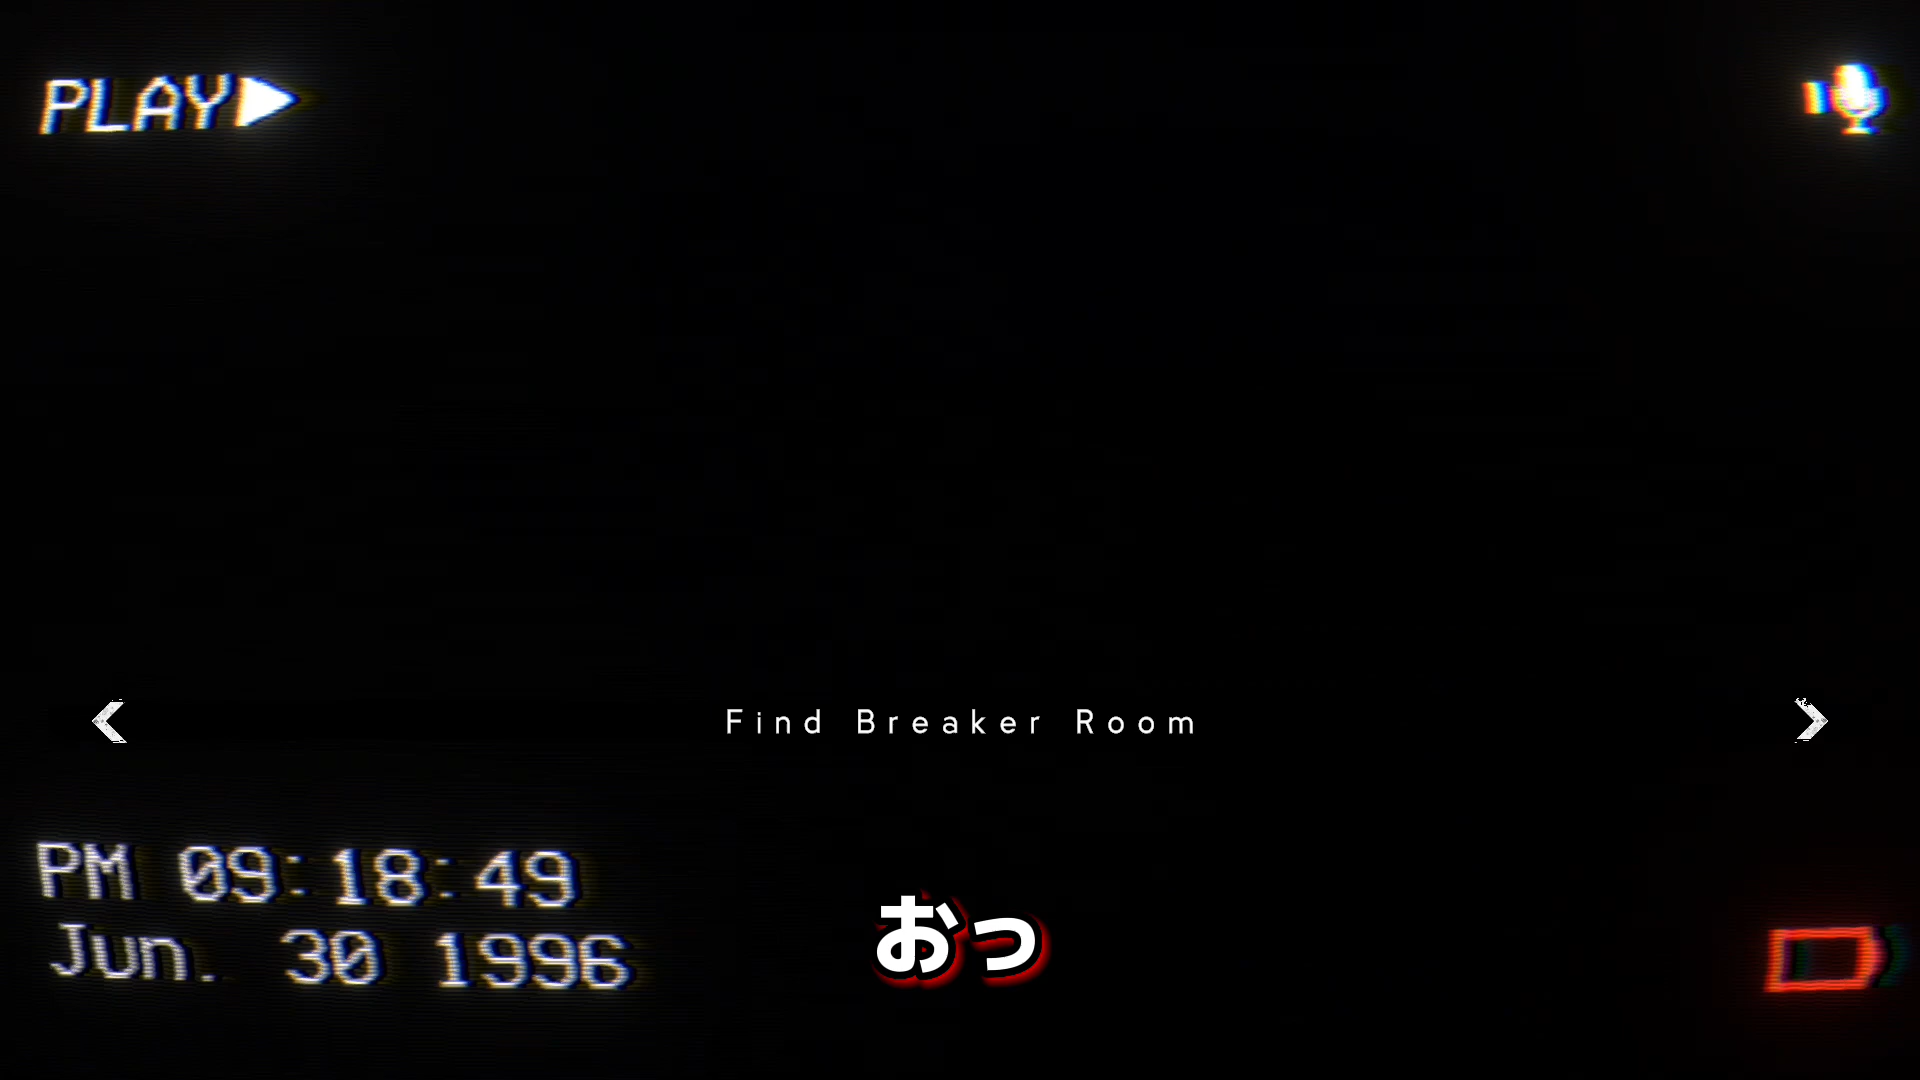 PLAY
Find Breaker Room
PM 09:18:49
Jun. 30 1996
おっ